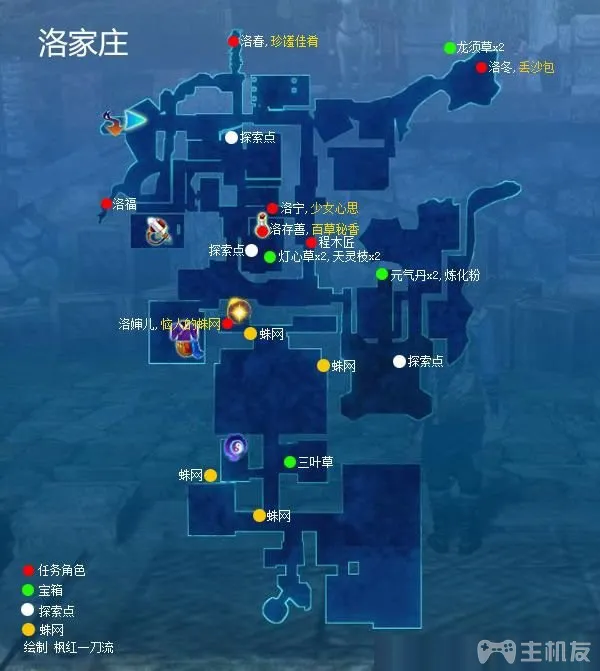 洛家庄
洛春,珍馐佳肴
龙须草x2
洛冬,丢沙包
探索点
洛福
洛宁,少女心思
洛存善,百草秘香
程木匠
探索点
灯心草x2,天灵枝x2
元气丹x2,炼化粉
洛婶儿,恼人的蛛网
蛛网
蛛网
探索点
三叶草
蛛网
蛛网
任务角色
宝箱
探索点
蛛网
绘制 枫红一刀流
主机友